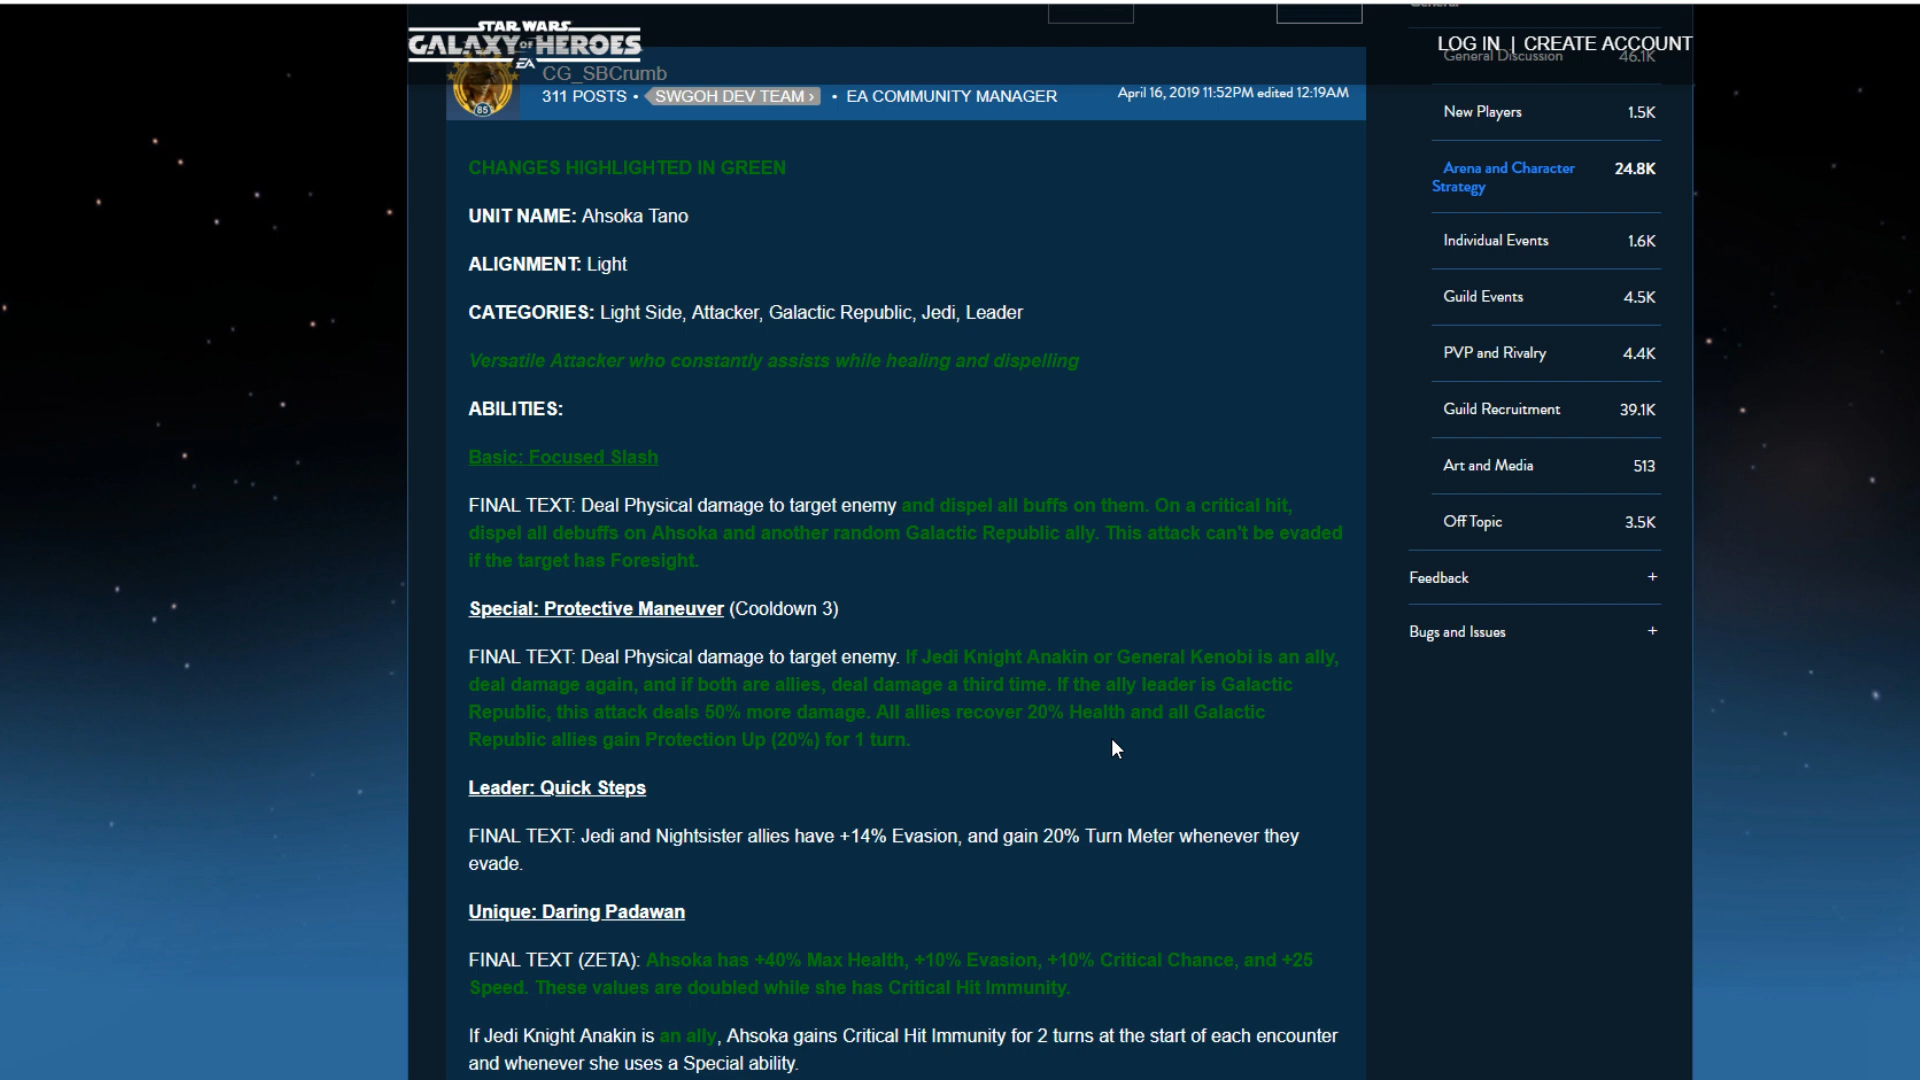 STAR WARS
GALAXY OF HEROES
EA
LOG IN | CREATE ACCOUNT
General
General Discussion 46.1K
CG_SBCrumb
311 POSTS • SWGOH DEV TEAM › • EA COMMUNITY MANAGER
April 16, 2019 11:52PM edited 12:19AM
85
CHANGES HIGHLIGHTED IN GREEN
UNIT NAME: Ahsoka Tano
ALIGNMENT: Light
CATEGORIES: Light Side, Attacker, Galactic Republic, Jedi, Leader
Versatile Attacker who constantly assists while healing and dispelling
ABILITIES:
Basic: Focused Slash
FINAL TEXT: Deal Physical damage to target enemy and dispel all buffs on them. On a critical hit,
dispel all debuffs on Ahsoka and another random Galactic Republic ally. This attack can't be evaded
if the target has Foresight.
Special: Protective Maneuver (Cooldown 3)
FINAL TEXT: Deal Physical damage to target enemy. If Jedi Knight Anakin or General Kenobi is an ally,
deal damage again, and if both are allies, deal damage a third time. If the ally leader is Galactic
Republic, this attack deals 50% more damage. All allies recover 20% Health and all Galactic
Republic allies gain Protection Up (20%) for 1 turn.
Leader: Quick Steps
FINAL TEXT: Jedi and Nightsister allies have +14% Evasion, and gain 20% Turn Meter whenever they
evade.
Unique: Daring Padawan
FINAL TEXT (ZETA): Ahsoka has +40% Max Health, +10% Evasion, +10% Critical Chance, and +25
Speed. These values are doubled while she has Critical Hit Immunity.
If Jedi Knight Anakin is an ally, Ahsoka gains Critical Hit Immunity for 2 turns at the start of each encounter
and whenever she uses a Special ability.
New Players 1.5K
Arena and Character 24.8K
Strategy
Individual Events 1.6K
Guild Events 4.5K
PVP and Rivalry 4.4K
Guild Recruitment 39.1K
Art and Media 513
Off Topic 3.5K
Feedback +
Bugs and Issues +